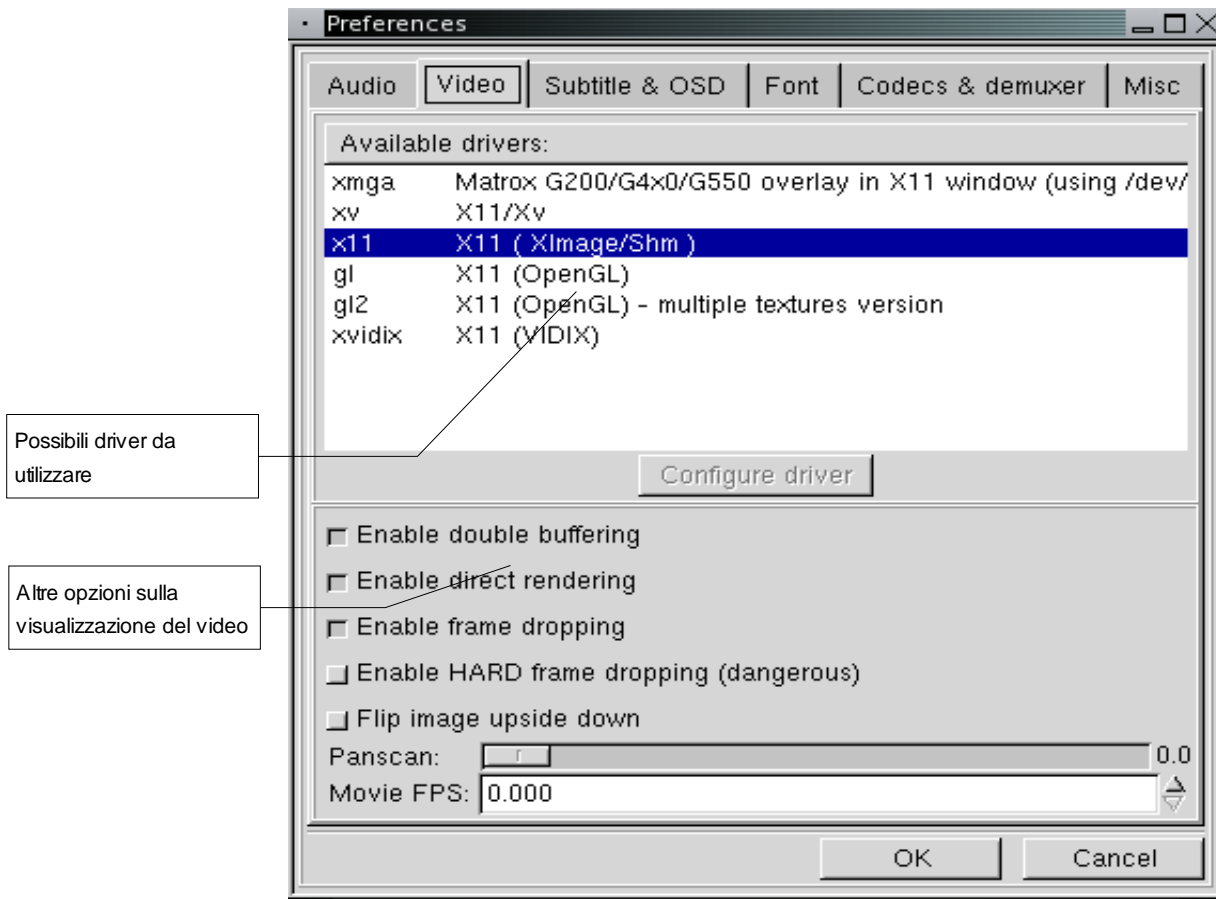 Preferences
Audio Video Subtitle & OSD Font Codecs & demuxer Misc
Available drivers:
xmga Matrox G200/G4x0/G550 overlay in X11 window (using /dev/
xv X11/Xv
x11 X11 ( XImage/Shm )
gl X11 (OpenGL)
gl2 X11 (OpenGL) - multiple textures version
xvidix X11 (VIDIX)
Possibili driver da
utilizzare
Configure driver
Enable double buffering
Altre opzioni sulla
visualizzazione del video
Enable direct rendering
Enable frame dropping
Enable HARD frame dropping (dangerous)
Flip image upside down
Panscan: 0.0
Movie FPS: 0.000
OK Cancel